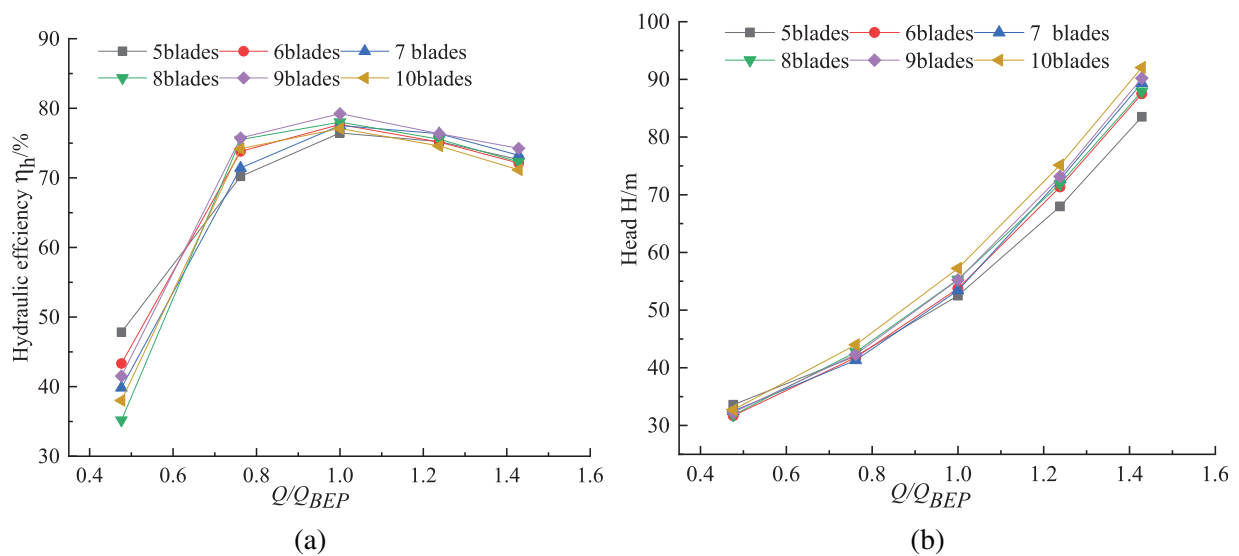 90
80
70
60
50
40
30
Hydraulic effciency ηh/%
5blades 6blades 7 blades
8blades 9blades 10blades
0.4 0.6 0.8 1.0 1.2 1.4 1.6
Q/QBEP
(a)
100
90
80
70
60
50
40
30
Head H/m
5blades 6blades 7 blades
8blades 9blades 10blades
0.4 0.6 0.8 1.0 1.2 1.4 1.6
Q/QBEP
(b)